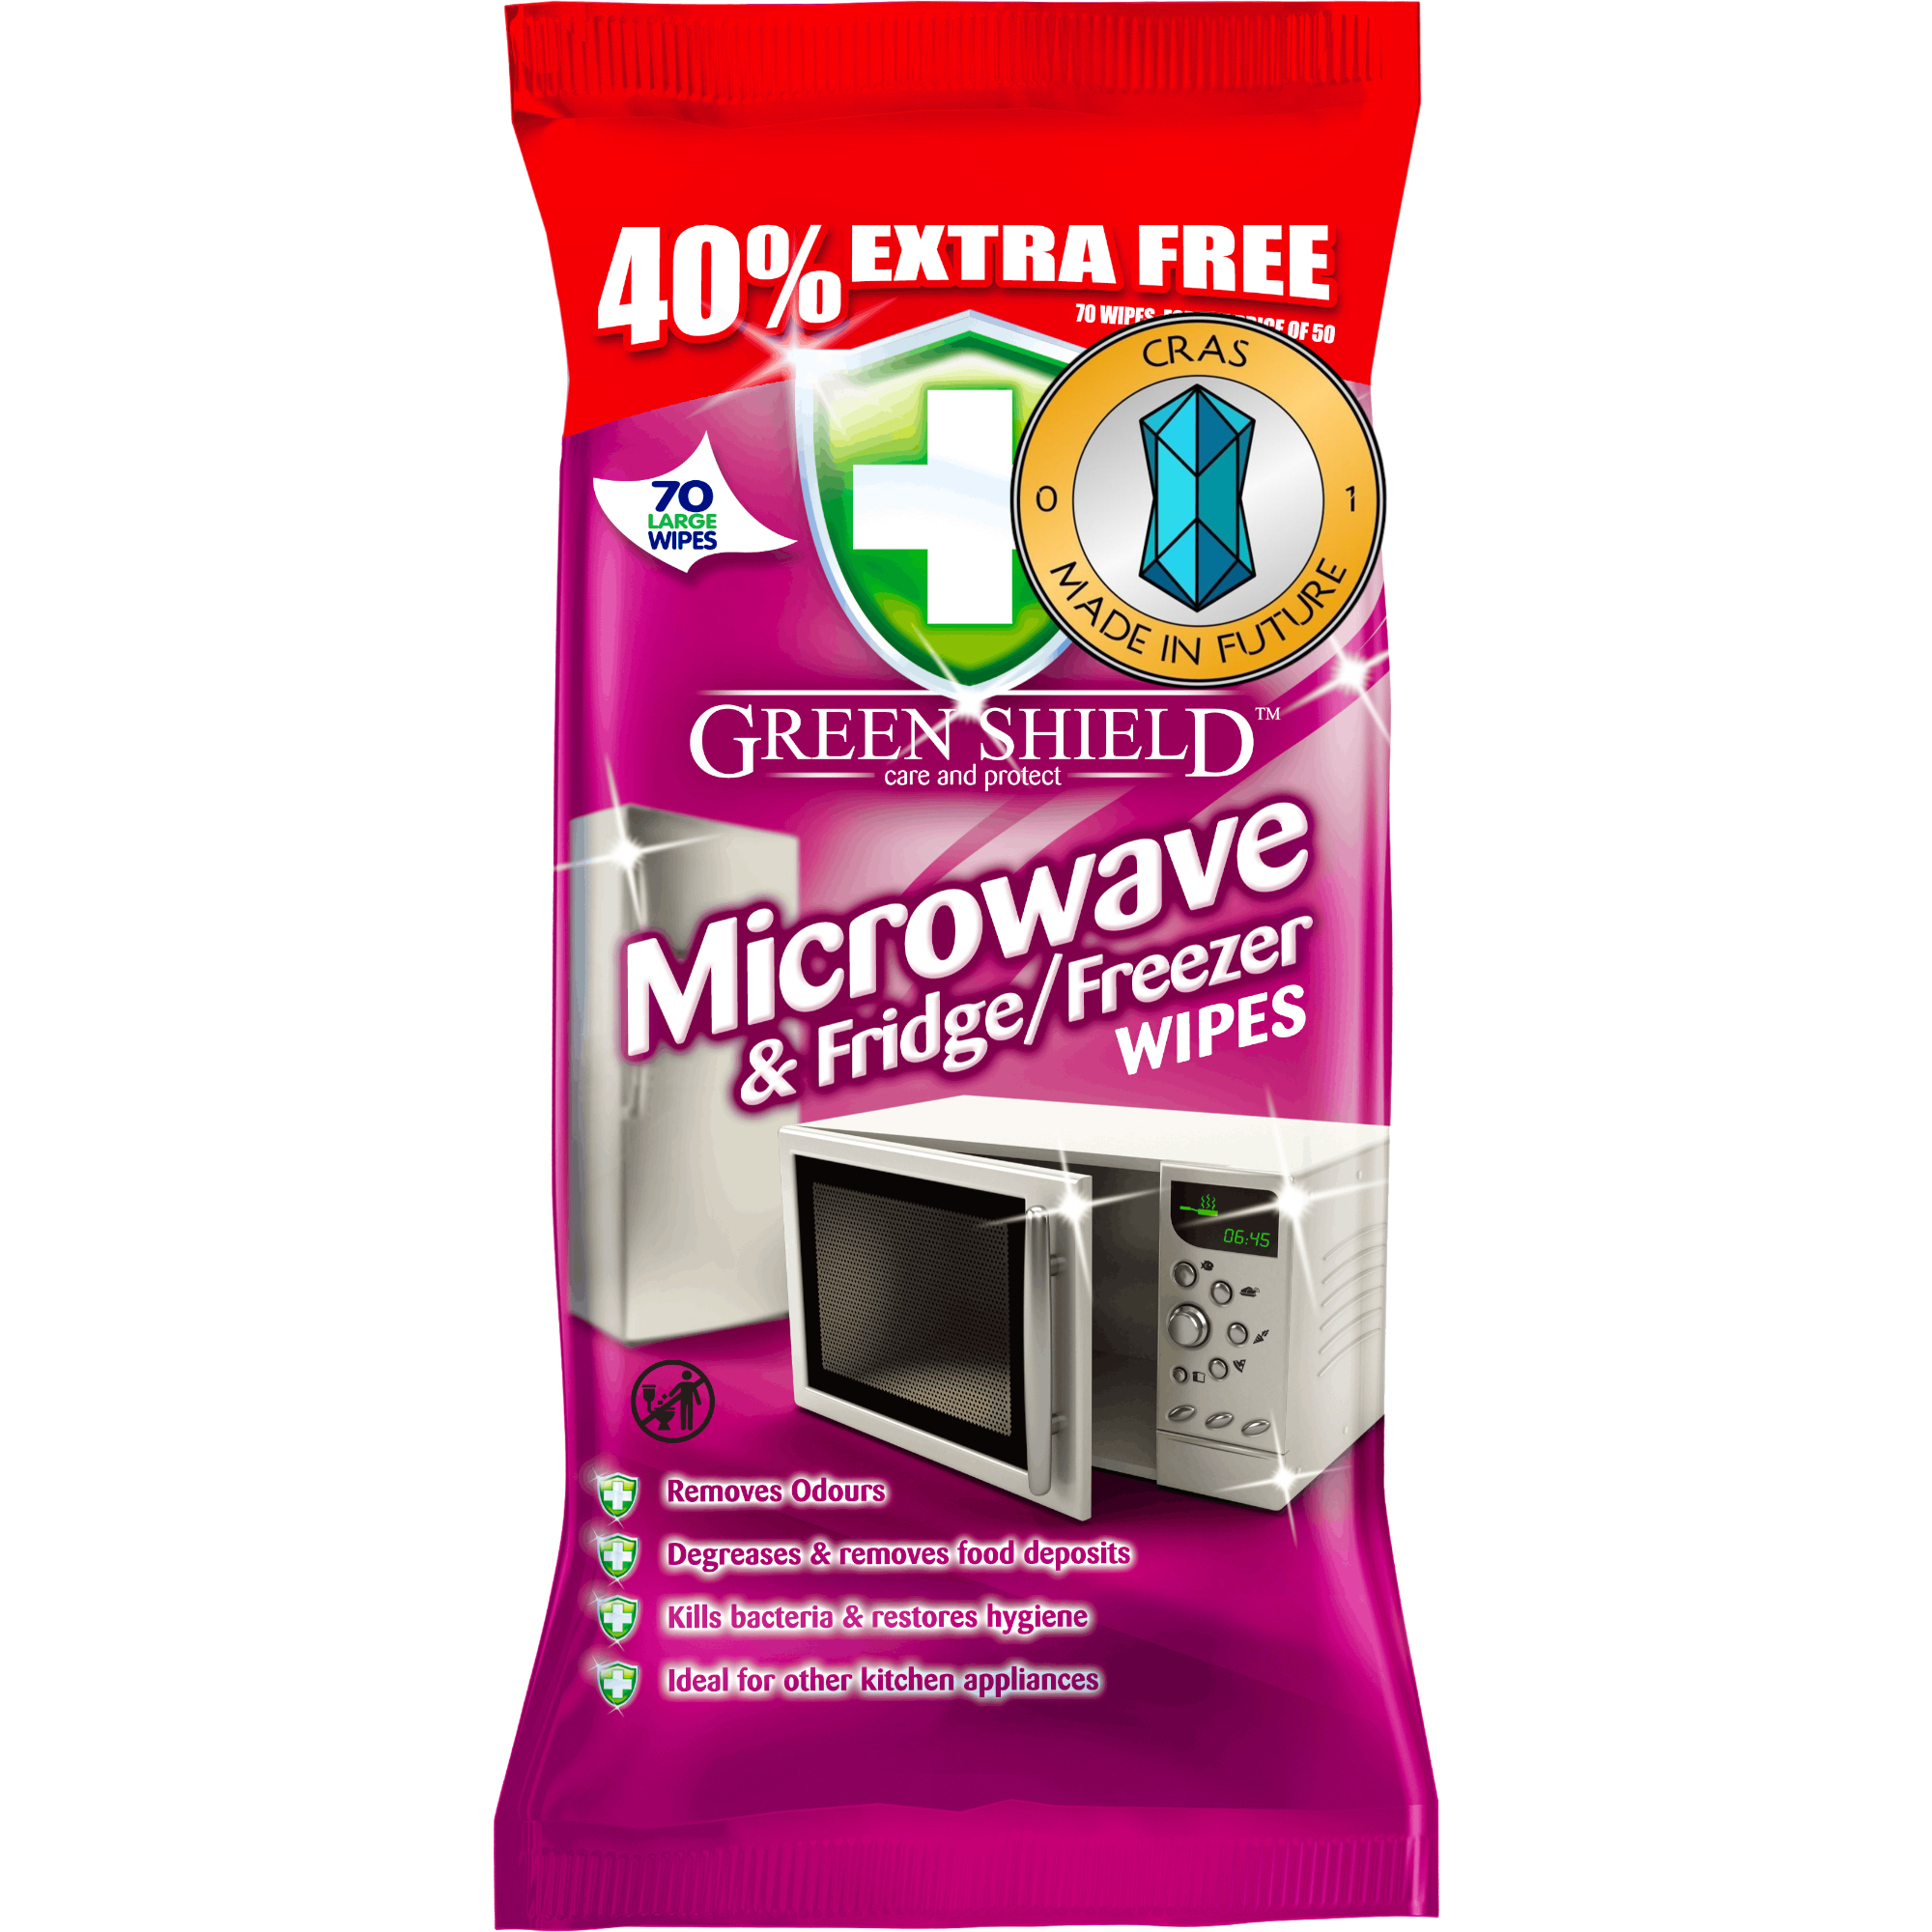 40% EXTRA FREE
70 WIPES OF 50
CRAS
0 1
MADE IN FUTURE
70
LARGE
WIPES
GREEN SHIELD™
care and protect
Microwave
& Fridge/Freezer
WIPES
06:45
Removes Odours
Degreases & removes food deposits
Kills bacteria & restores hygiene
Ideal for other kitchen appliances